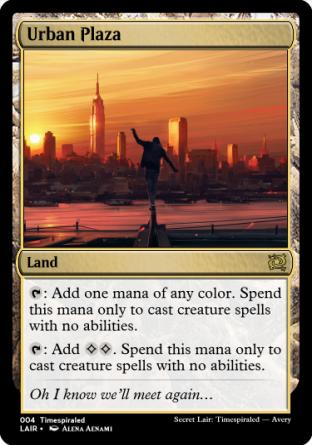 Urban Plaza
Land
: Add one mana of any color. Spend
this mana only to cast creature spells
with no abilities.
: Add . Spend this mana only to
cast creature spells with no abilities.
Oh I know we'll meet again...
004 Timespiraled
Secret Lair: Timespiraled — Avery
LAIR • Alena Aenami